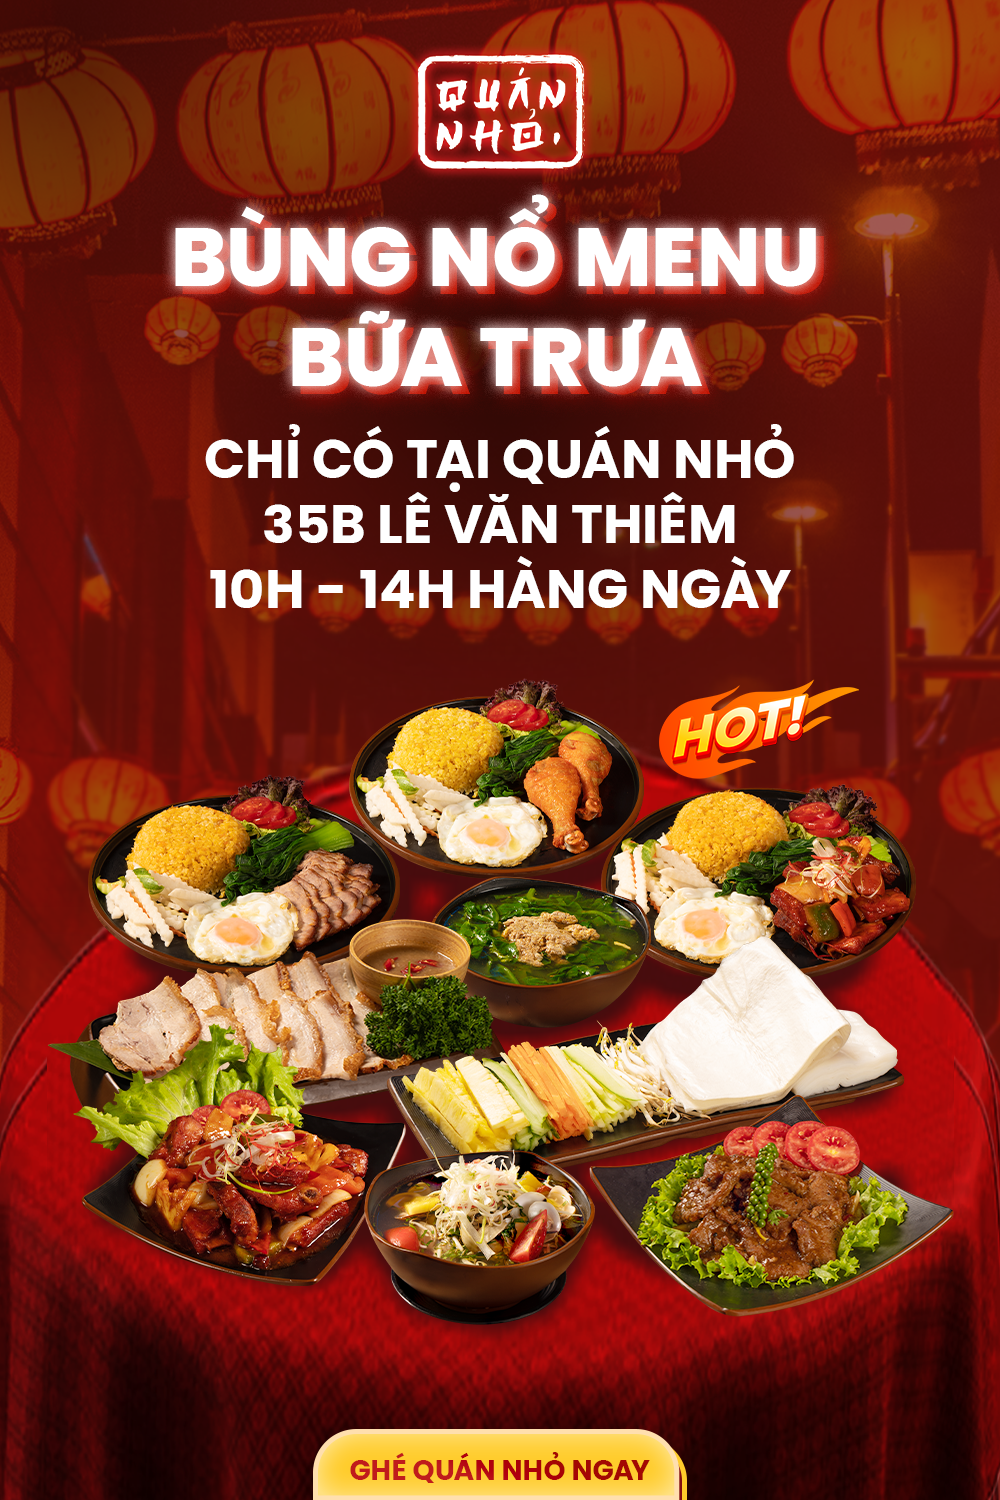 QUÁN
NHỎ.
BÙNG NỔ MENU
BỮA TRƯA
CHỈ CÓ TẠI QUÁN NHỎ
35B LÊ VĂN THIÊM
10H - 14H HÀNG NGÀY
HOT!
GHÉ QUÁN NHỎ NGAY